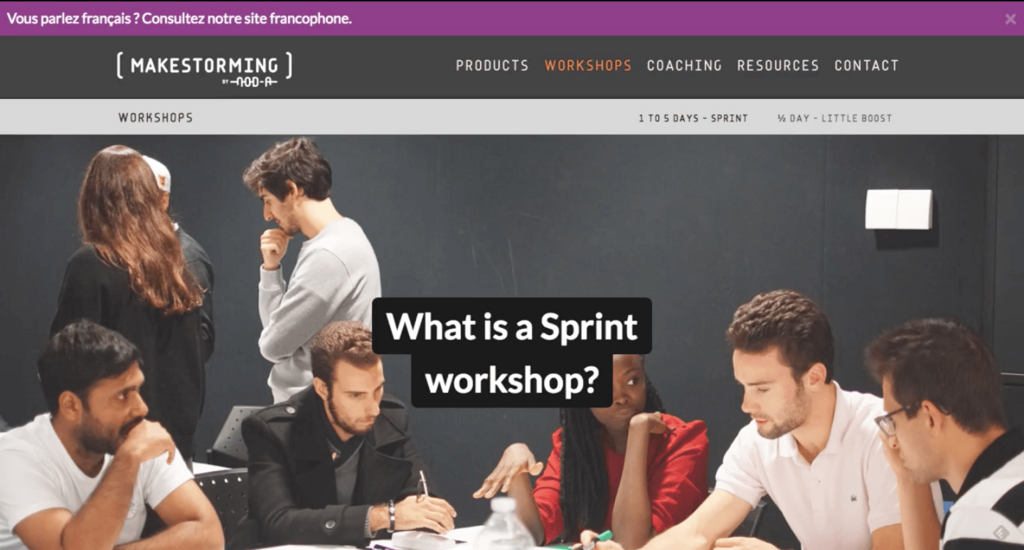 Vous parlez français ? Consultez notre site francophone.
×
[ MAKESTORMING ]
BY NOD-A
PRODUCTS WORKSHOPS COACHING RESOURCES CONTACT
WORKSHOPS
1 TO 5 DAYS - SPRINT ½ DAY - LITTLE BOOST
What is a Sprint
workshop?